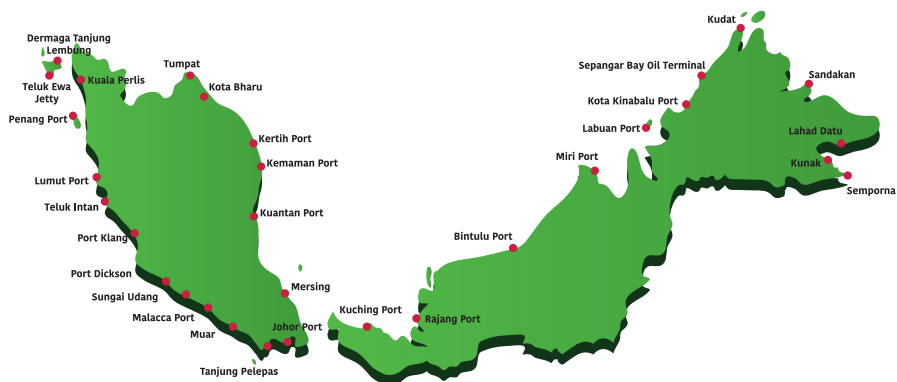 Dermaga Tanjung
Lembung
Teluk Ewa
Jetty
Kuala Perlis
Penang Port
Tumpat
Kota Bharu
Kertih Port
Kemaman Port
Lumut Port
Teluk Intan
Kuantan Port
Port Klang
Port Dickson
Sungai Udang
Malacca Port
Muar
Mersing
Johor Port
Tanjung Pelepas
Kuching Port
Rajang Port
Bintulu Port
Miri Port
Labuan Port
Kota Kinabalu Port
Sepangar Bay Oil Terminal
Kudat
Sandakan
Lahad Datu
Kunak
Semporna